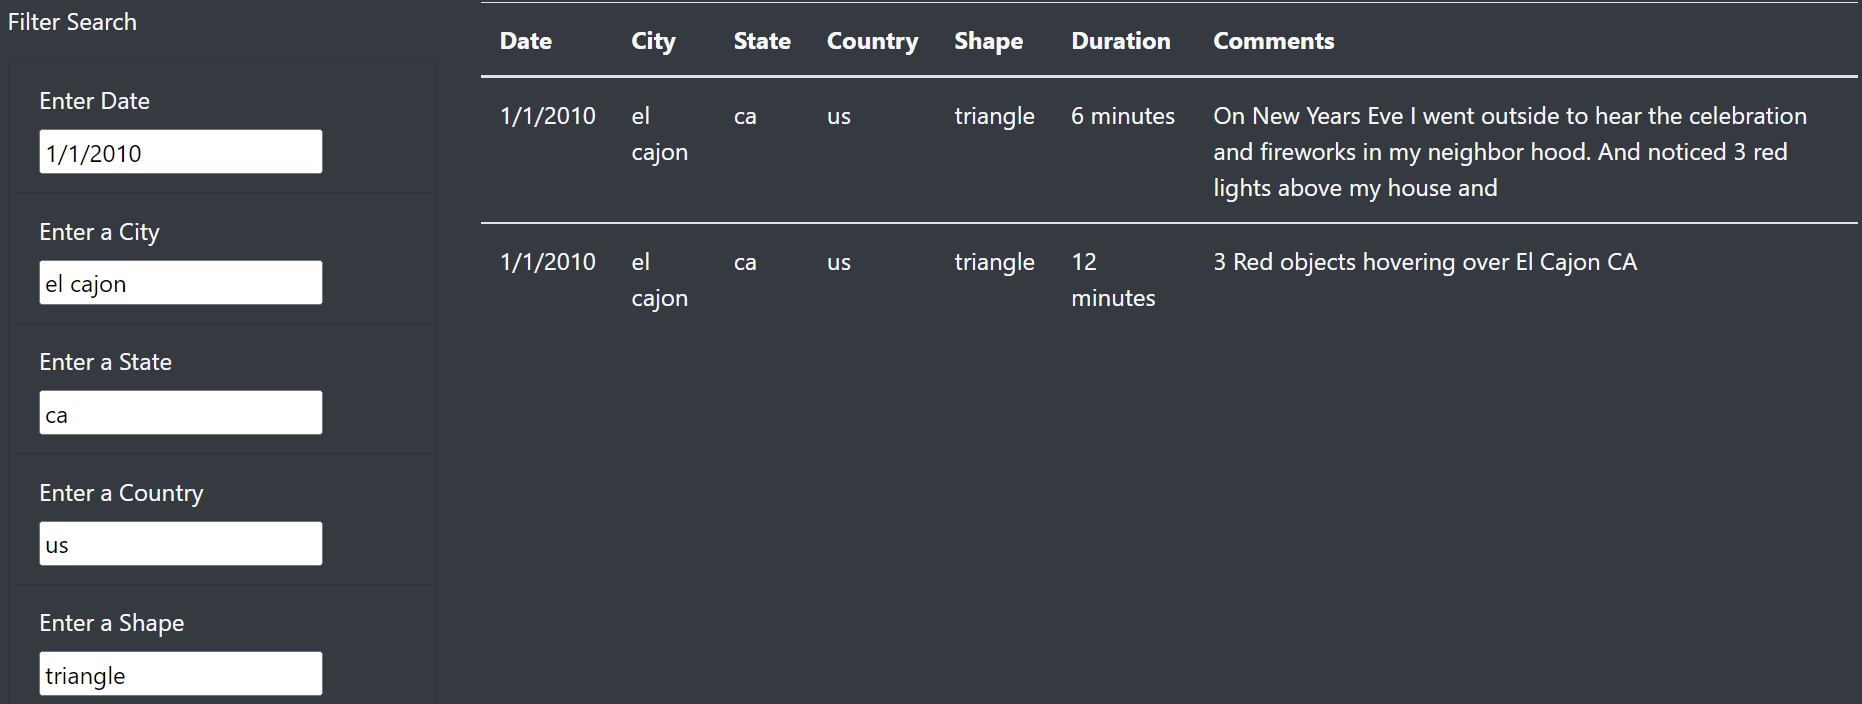 Filter Search
Enter Date
1/1/2010
Enter a City
el cajon
Enter a State
ca
Enter a Country
us
Enter a Shape
triangle
Date City State Country Shape Duration Comments
1/1/2010 el ca us triangle 6 minutes On New Years Eve I went outside to hear the celebration
cajon and fireworks in my neighbor hood. And noticed 3 red
lights above my house and
1/1/2010 el ca us triangle 12 3 Red objects hovering over El Cajon CA
cajon minutes